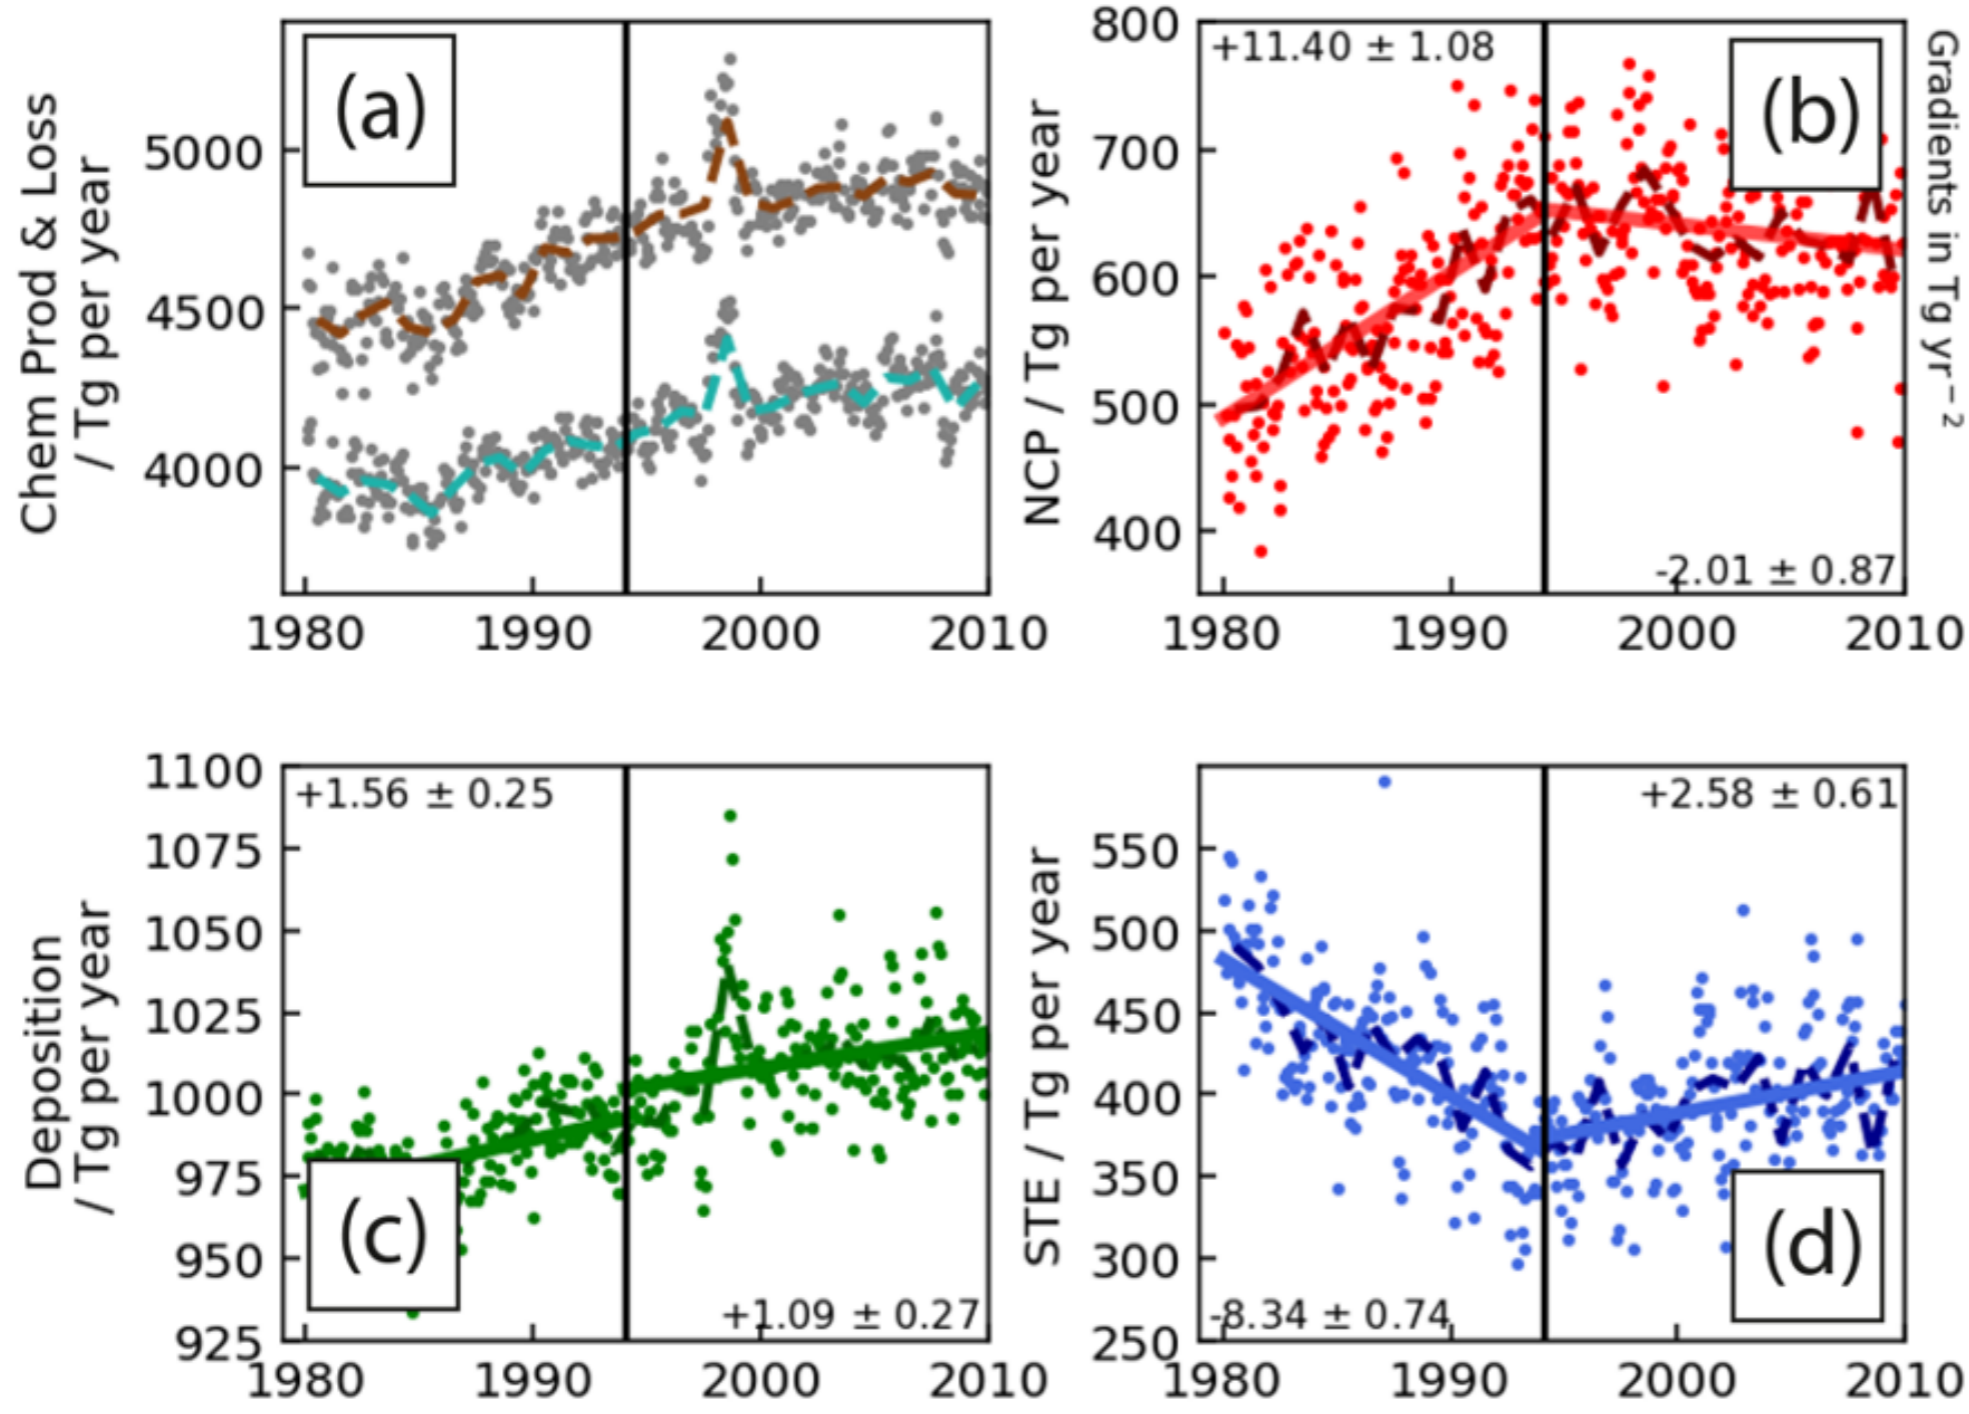 (a)
Chem Prod & Loss
/ Tg per year
5000
4500
4000
1980 1990 2000 2010
(b)
+11.40 ± 1.08
-2.01 ± 0.87
NCP / Tg per year
800
700
600
500
400
1980 1990 2000 2010
Gradients in Tg yr⁻²
(c)
+1.56 ± 0.25
+1.09 ± 0.27
Deposition
/ Tg per year
1100
1075
1050
1025
1000
975
950
925
1980 1990 2000 2010
(d)
+2.58 ± 0.61
-8.34 ± 0.74
STE / Tg per year
550
500
450
400
350
300
250
1980 1990 2000 2010